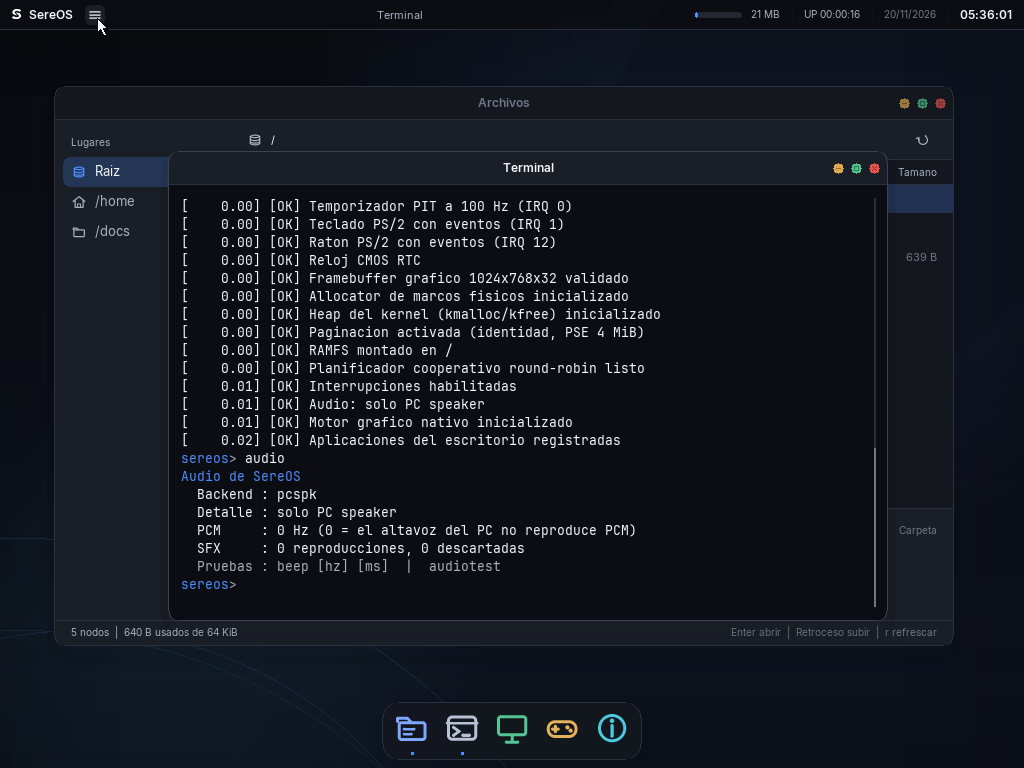 SereOS
Terminal
21 MB
UP 00:00:16
20/11/2026
05:36:01
Archivos
Lugares
/
Raiz
Tamano
/home
/docs
639 B
Carpeta
Terminal
[    0.00] [OK] Temporizador PIT a 100 Hz (IRQ 0)
[    0.00] [OK] Teclado PS/2 con eventos (IRQ 1)
[    0.00] [OK] Raton PS/2 con eventos (IRQ 12)
[    0.00] [OK] Reloj CMOS RTC
[    0.00] [OK] Framebuffer grafico 1024x768x32 validado
[    0.00] [OK] Allocator de marcos fisicos inicializado
[    0.00] [OK] Heap del kernel (kmalloc/kfree) inicializado
[    0.00] [OK] Paginacion activada (identidad, PSE 4 MiB)
[    0.00] [OK] RAMFS montado en /
[    0.00] [OK] Planificador cooperativo round-robin listo
[    0.01] [OK] Interrupciones habilitadas
[    0.01] [OK] Audio: solo PC speaker
[    0.01] [OK] Motor grafico nativo inicializado
[    0.02] [OK] Aplicaciones del escritorio registradas
sereos> audio
Audio de SereOS
  Backend : pcspk
  Detalle : solo PC speaker
  PCM     : 0 Hz (0 = el altavoz del PC no reproduce PCM)
  SFX     : 0 reproducciones, 0 descartadas
  Pruebas : beep [hz] [ms]  |  audiotest
sereos>
5 nodos | 640 B usados de 64 KiB
Enter abrir | Retroceso subir | r refrescar